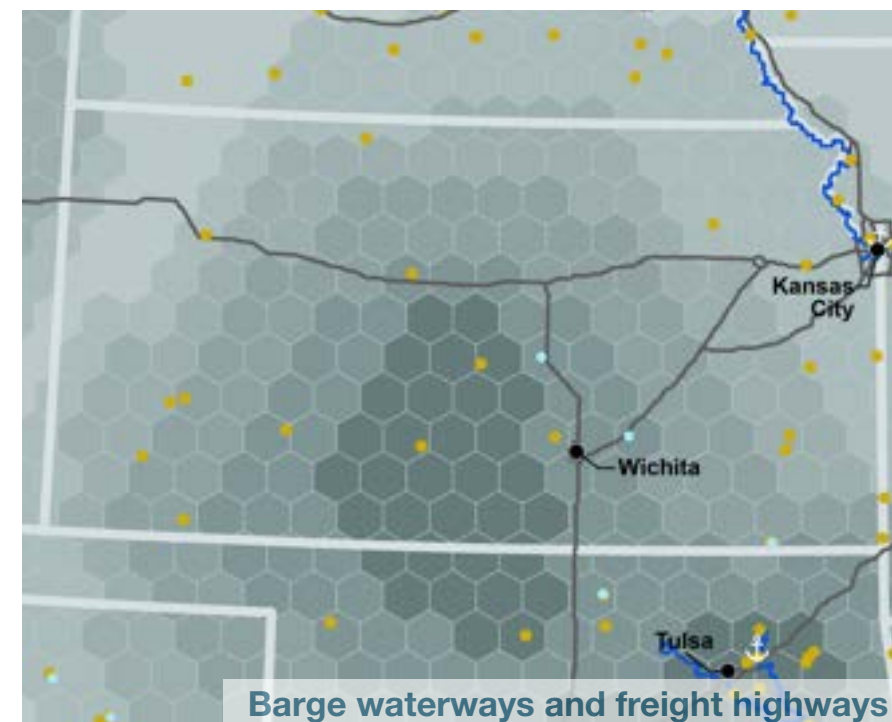 Kansas
City
Wichita
Tulsa
Barge waterways and freight highways